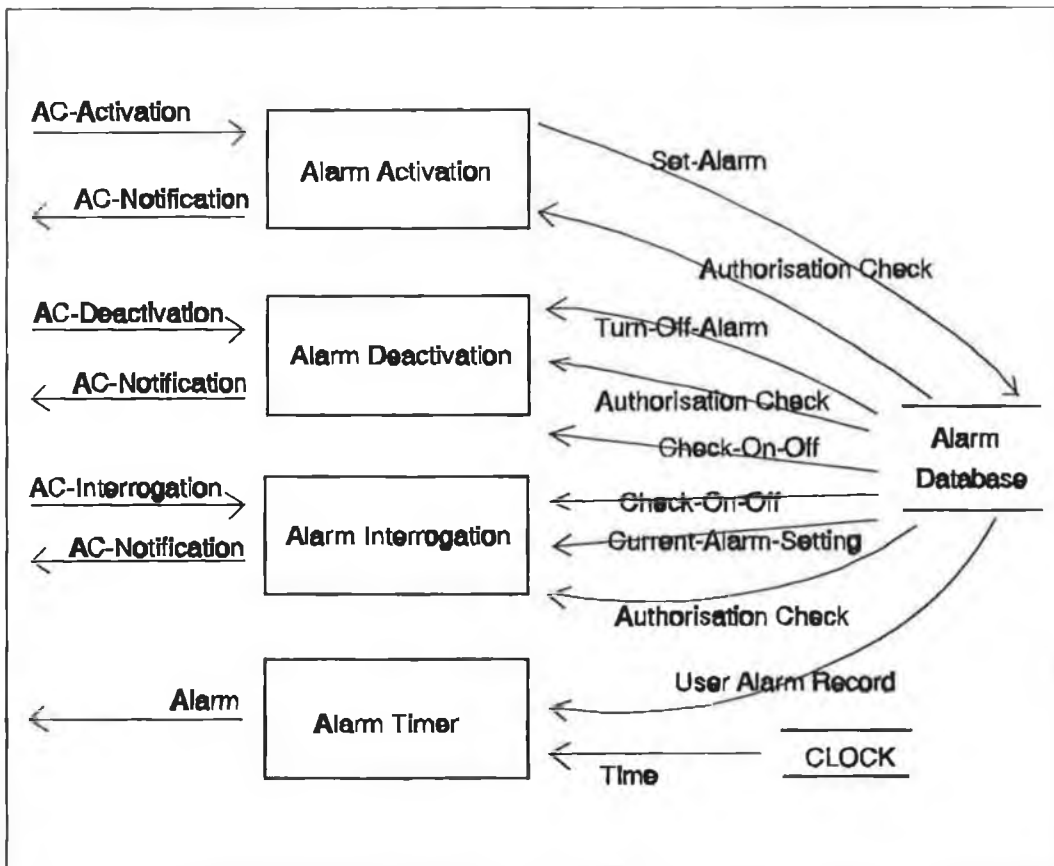 AC-Activation
Alarm Activation
AC-Notification
Set-Alarm
Authorisation Check
AC-Deactivation
Alarm Deactivation
AC-Notification
Turn-Off-Alarm
Authorisation Check
Check-On-Off
Alarm
Database
AC-Interrogation
Alarm Interrogation
AC-Notification
Check-On-Off
Current-Alarm-Setting
Authorisation Check
Alarm
Alarm Timer
User Alarm Record
Time
CLOCK